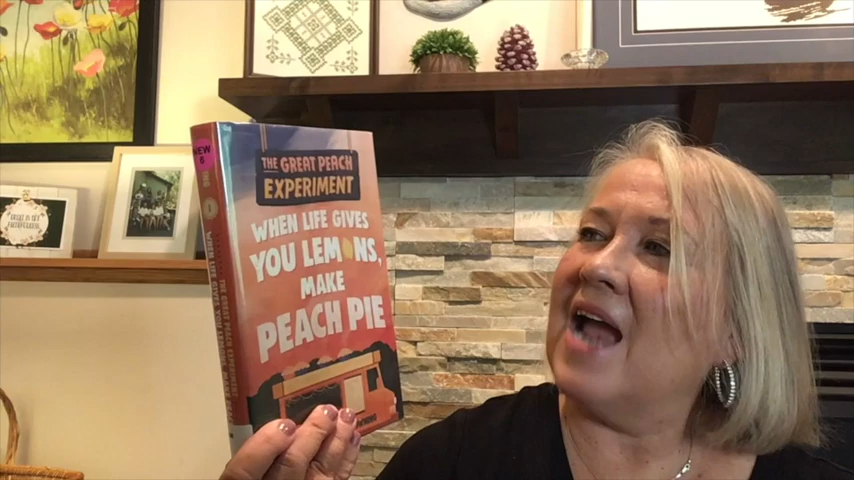 THE GREAT PEACH
EXPERIMENT
WHEN LIFE GIVES
YOU LEMONS,
MAKE
PEACH PIE
NEW